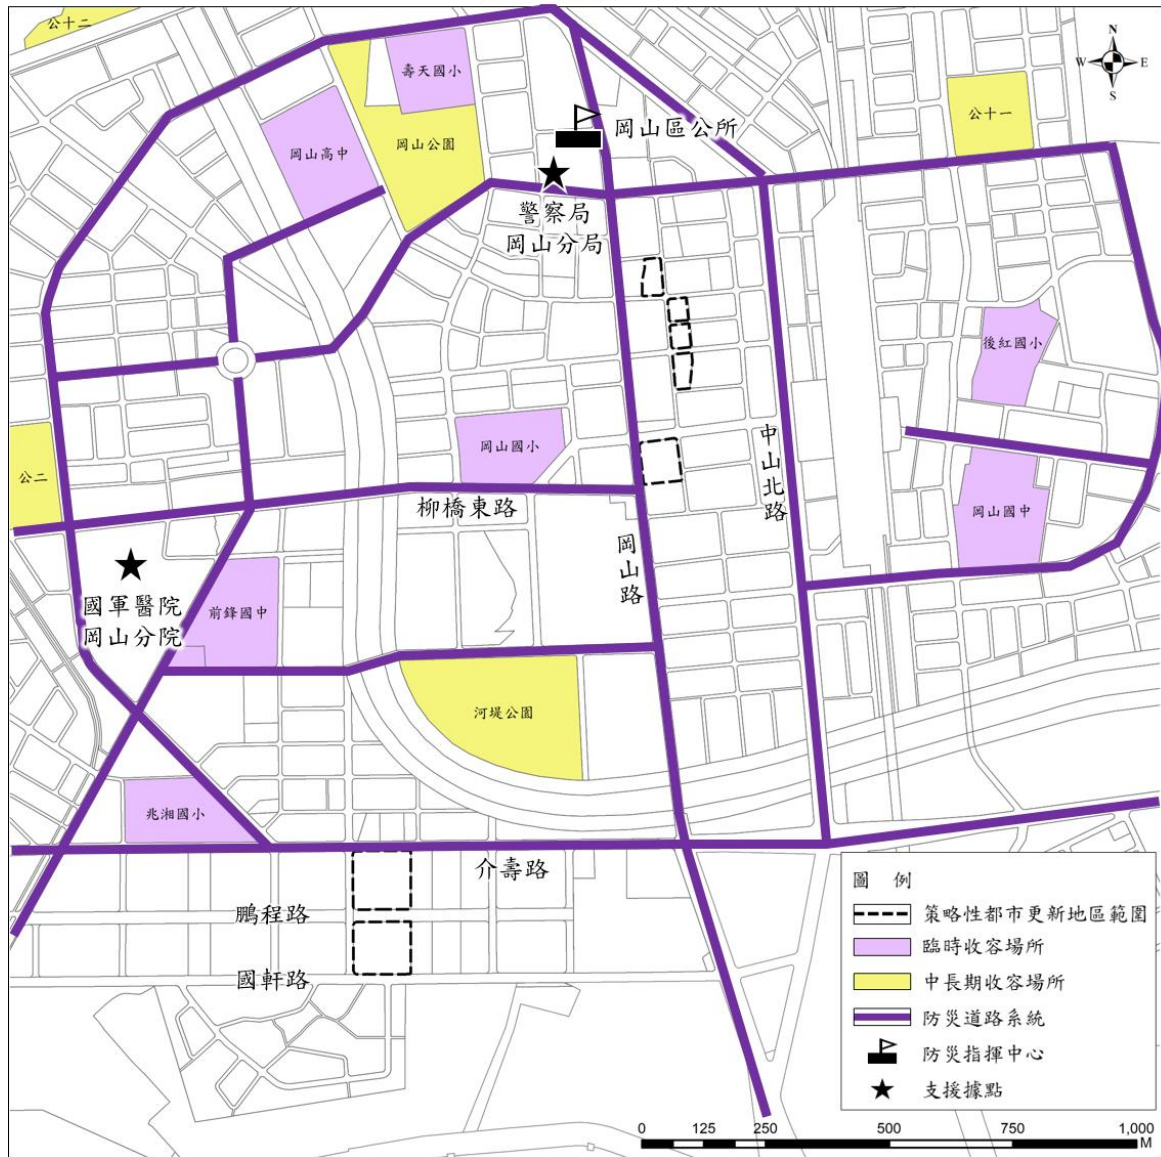 公十二
N
W
E
S
壽天國小
公十一
岡山區公所
岡山高中
岡山公園
警察局
岡山分局
後紅國小
岡山國小
中山北路
公二
柳橋東路
岡山國中
岡山路
國軍醫院
岡山分院
前鋒國中
河堤公園
兆湘國小
介壽路
鵬程路
國軒路
圖 例
策略性都市更新地區範圍
臨時收容場所
中長期收容場所
防災道路系統
防災指揮中心
支援據點
0 125 250 500 750 1,000
M